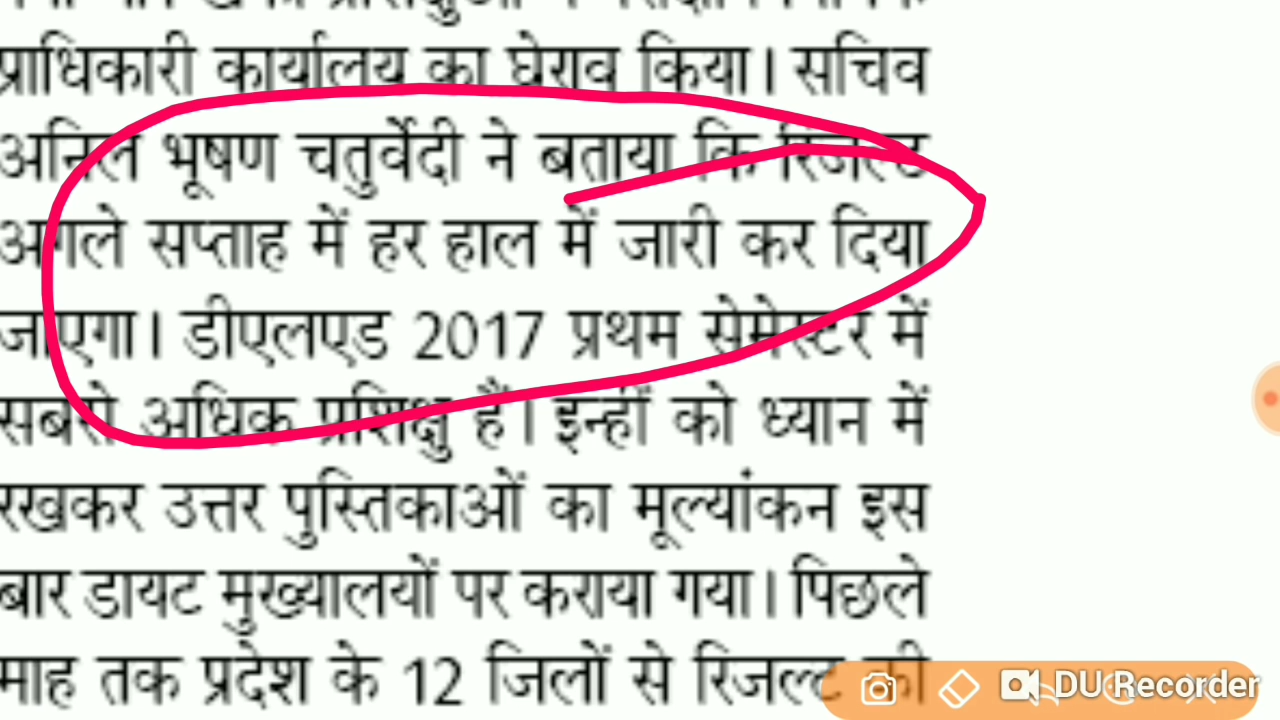 प्राधिकारी कार्यालय का घेराव किया। सचिव
अनिल भूषण चतुर्वेदी ने बताया कि रिजल्ट
अगले सप्ताह में हर हाल में जारी कर दिया
जाएगा। डीएलएड 2017 प्रथम सेमेस्टर में
सबसे अधिक प्रशिक्षु हैं। इन्हीं को ध्यान में
रखकर उत्तर पुस्तिकाओं का मूल्यांकन इस
बार डायट मुख्यालयों पर कराया गया। पिछले
माह तक प्रदेश के 12 जिलों से रिजल्ट की
DU Recorder